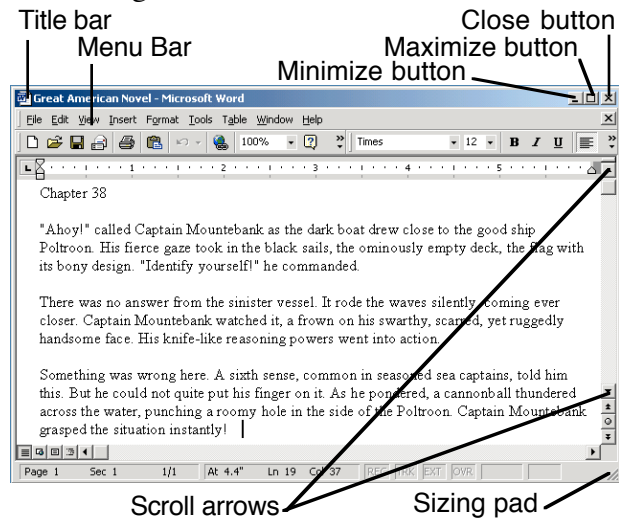 Title bar
Close button
Menu Bar
Maximize button
Minimize button
Great American Novel - Microsoft Word
File Edit View Insert Format Tools Table Window Help
100% Times 12 B I U
1 2 3 4 5
Chapter 38
"Ahoy!" called Captain Mountebank as the dark boat drew close to the good ship
Poltroon. His fierce gaze took in the black sails, the ominously empty deck, the flag with
its bony design. "Identify yourself!" he commanded.
There was no answer from the sinister vessel. It rode the waves silently, coming ever
closer. Captain Mountebank watched it, a frown on his swarthy, scarred, yet ruggedly
handsome face. His knife-like reasoning powers went into action.
Something was wrong here. A sixth sense, common in seasoned sea captains, told him
this. But he could not quite put his finger on it. As he pondered, a cannonball thundered
across the water, punching a roomy hole in the side of the Poltroon. Captain Mountebank
grasped the situation instantly!
Page 1 Sec 1 1/1 At 4.4" Ln 19 Col 37 REC TRK EXT OVR
Scroll arrows
Sizing pad